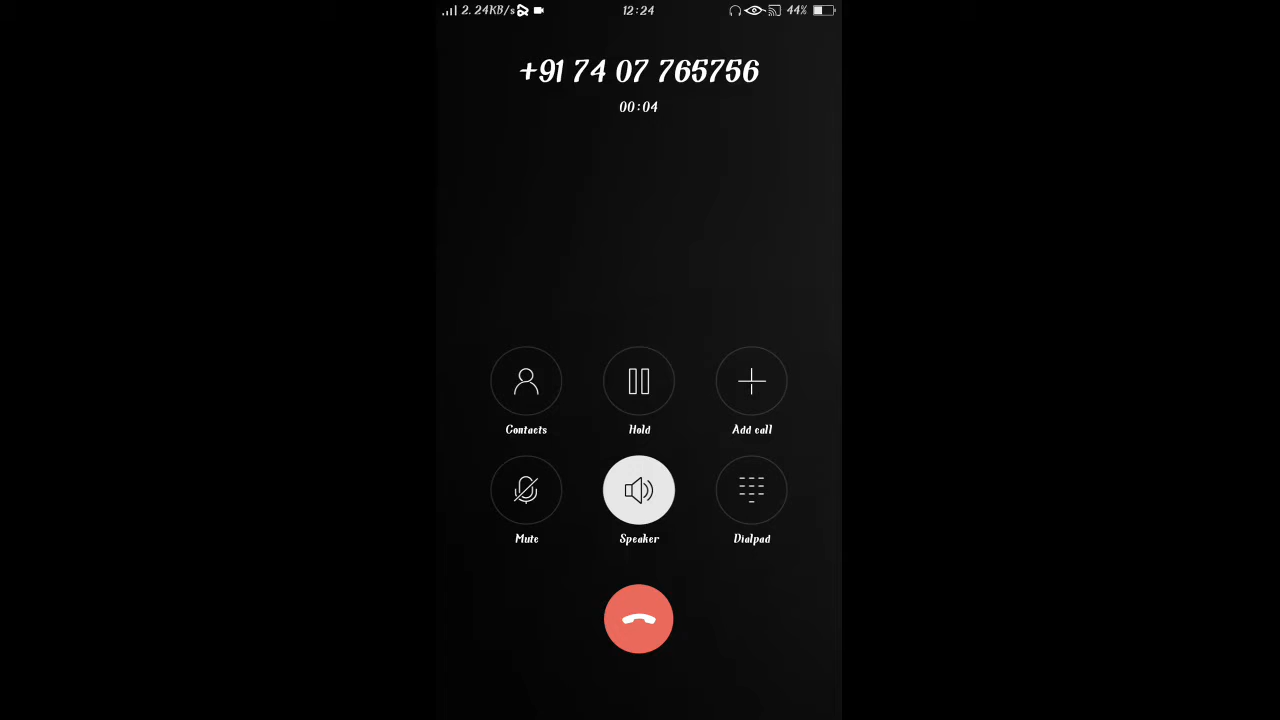 2.24KB/s 12:24 44%
+91 74 07 765756
00:04
Contacts Hold Add call
Mute Speaker Dialpad